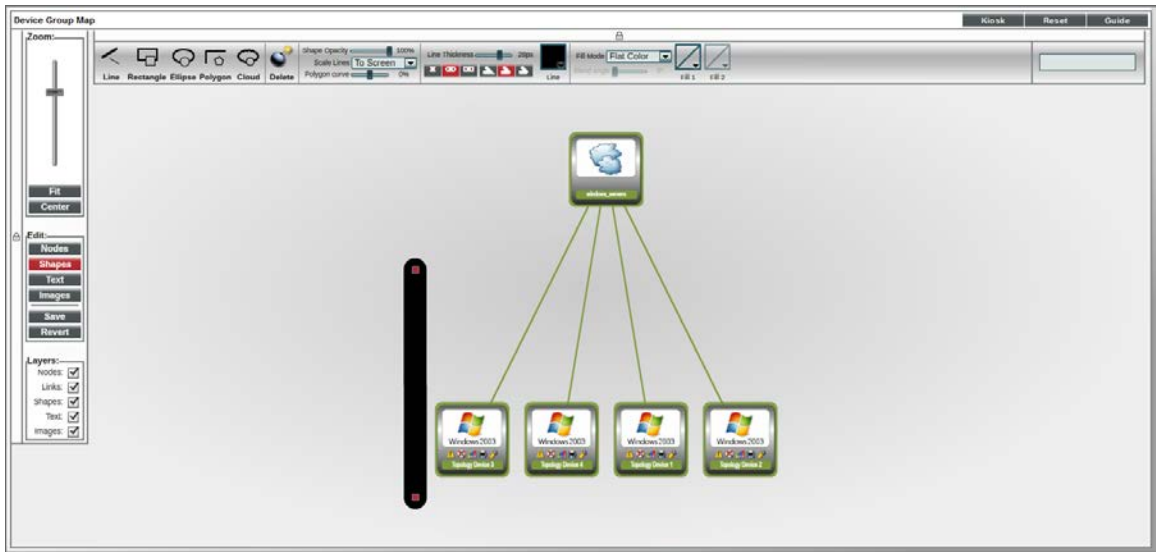 Device Group Map
Kiosk Reset Guide
Zoom:
Fit
Center
Edit:
Nodes
Shapes
Text
Images
Save
Revert
Layers:
Nodes:
Links:
Shapes:
Text:
Images:
Line Rectangle Ellipse Polygon Cloud Delete
Shape Opacity 100%
Scale Lines To Screen
Polygon curve 0%
Line Thickness
Line
Fill Mode Flat Color
Fill 1 Fill 2
windows_servers
Windows2003 Windows2003 Windows2003 Windows2003
Topology Device 3 Topology Device 4 Topology Device 1 Topology Device 2